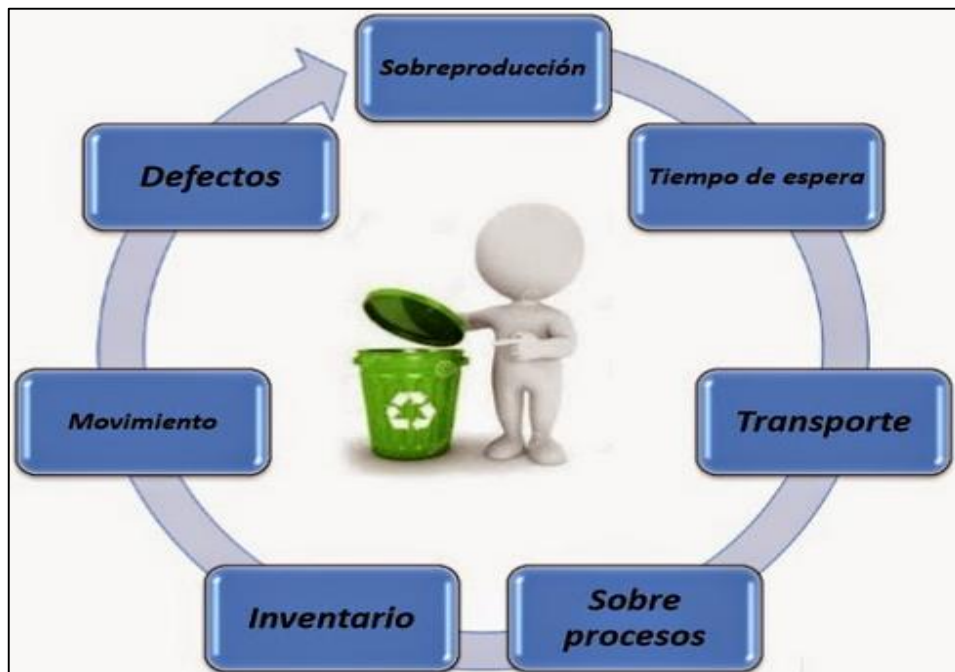 Sobreproducción
Tiempo de espera
Transporte
Sobre
procesos
Inventario
Movimiento
Defectos